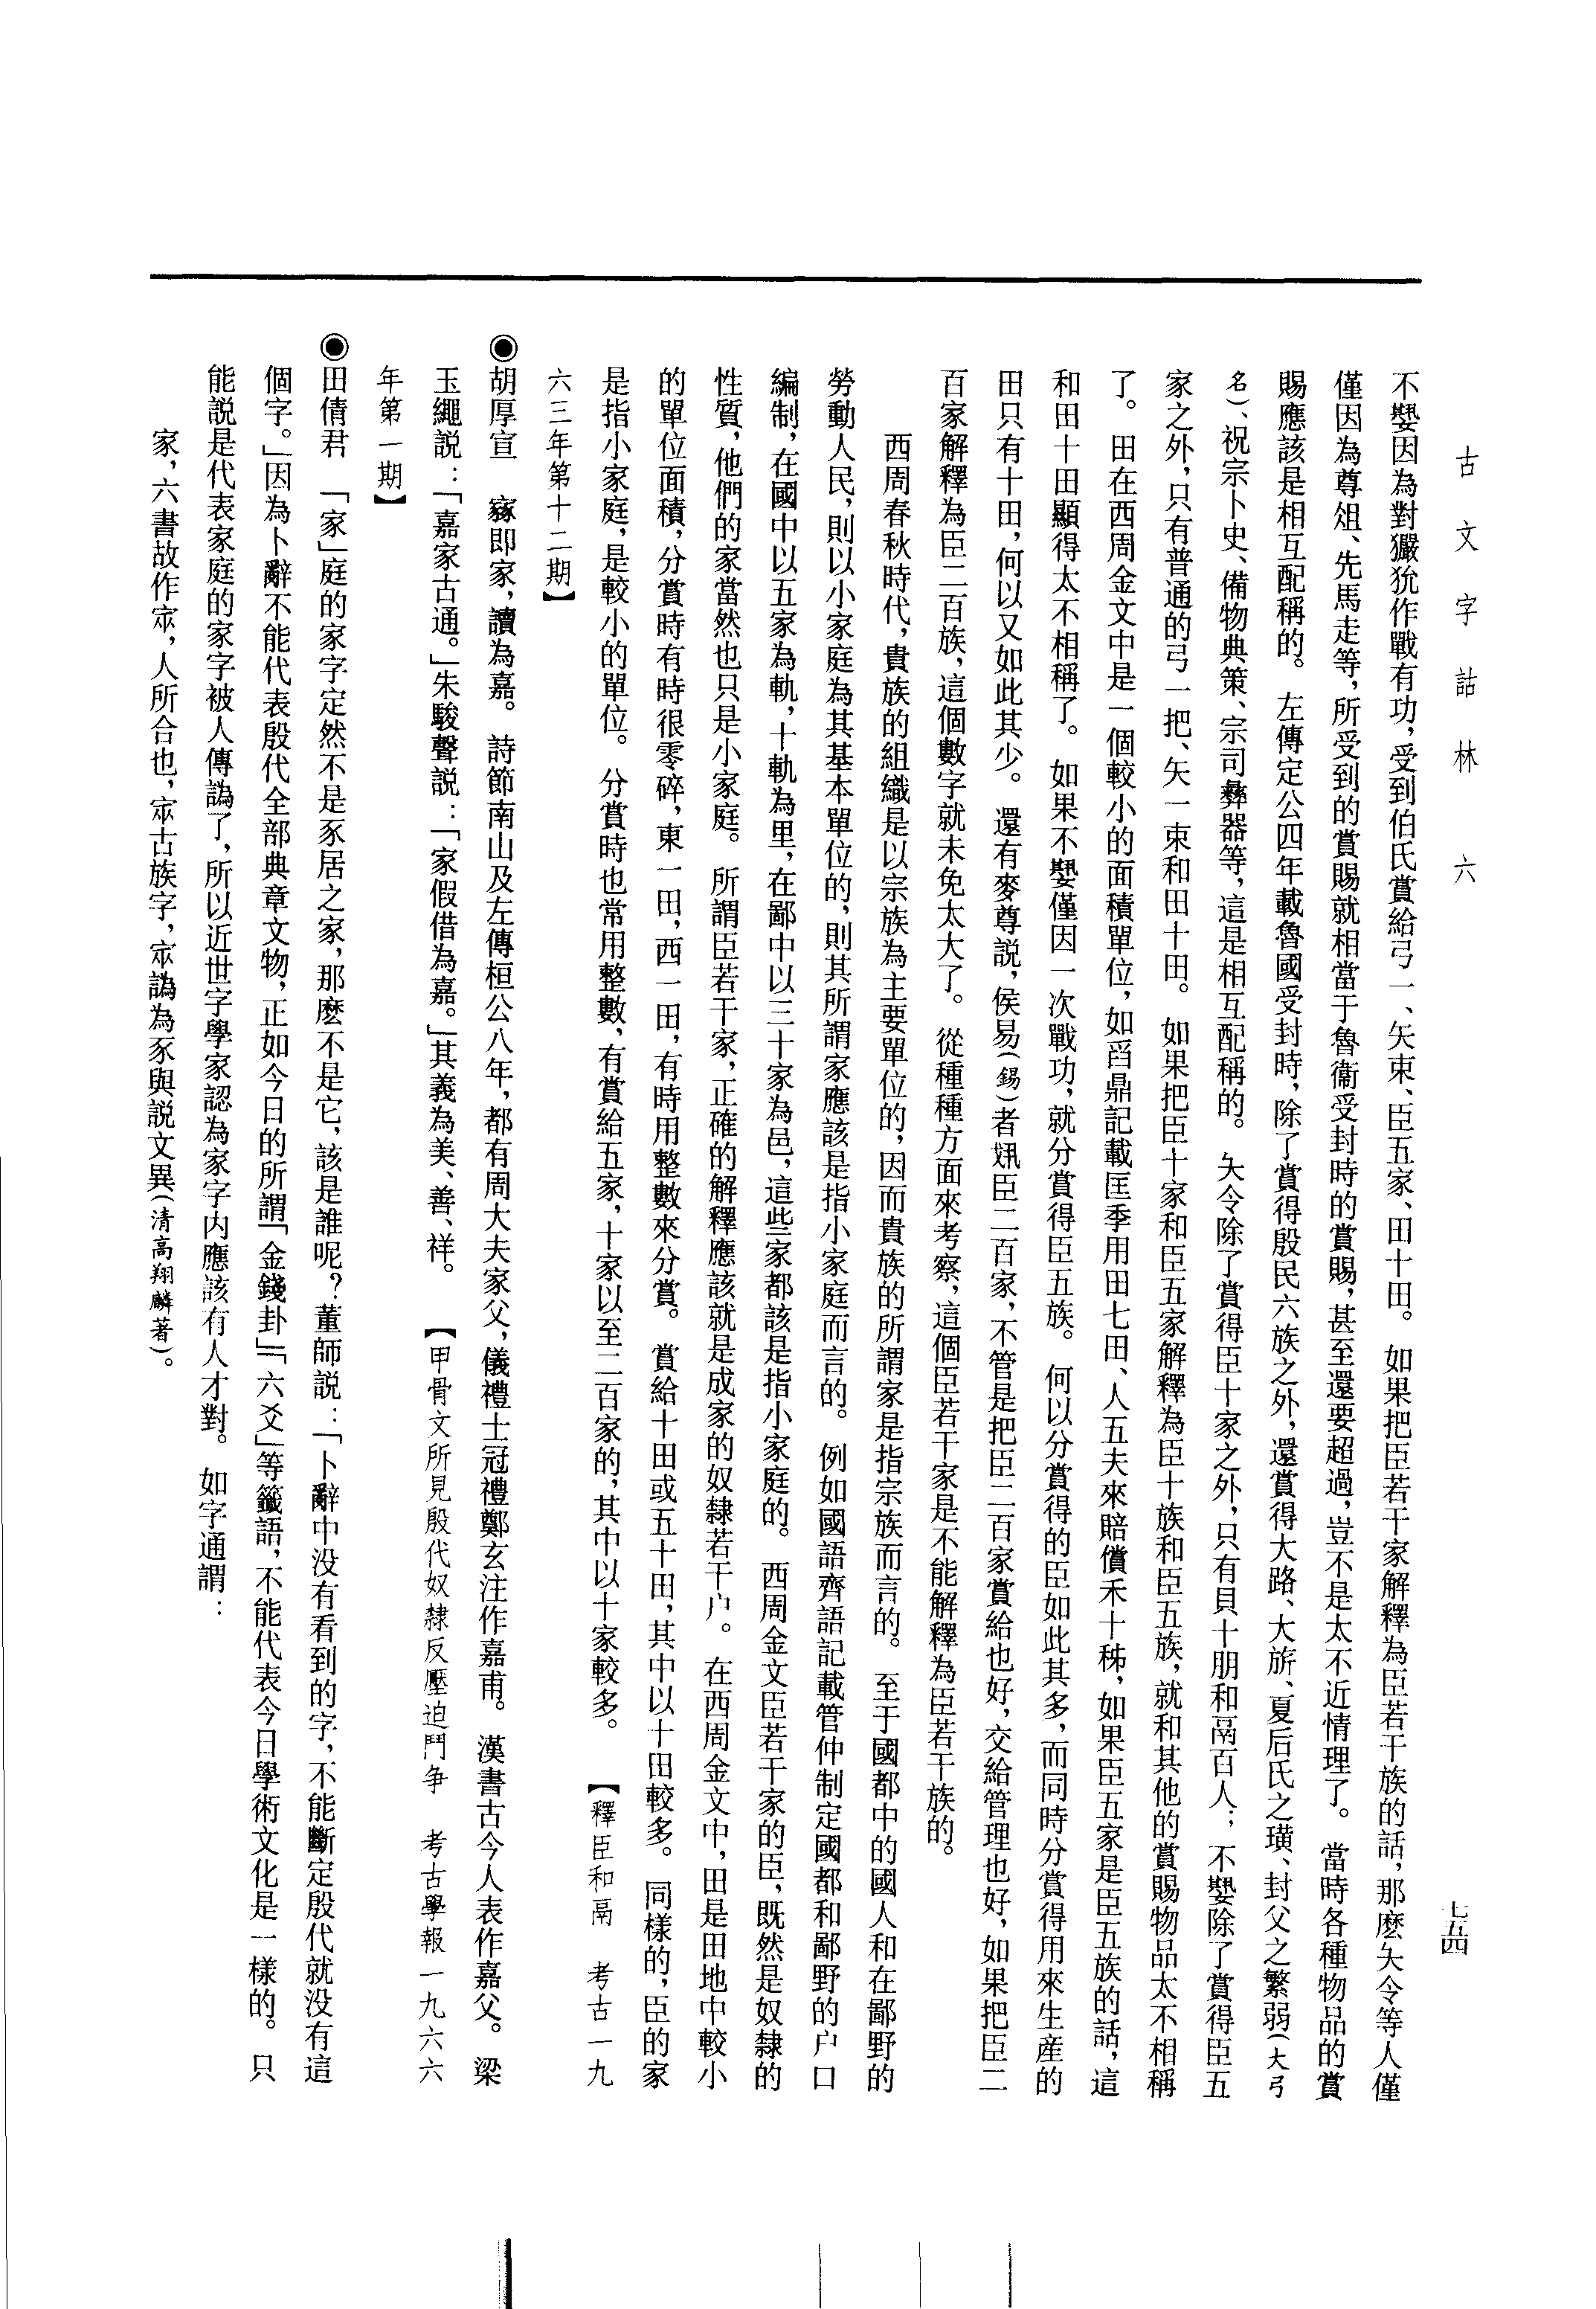 古文字詁林　六
七五四
不𡢁因為對玁狁作戰有功，受到伯氏賞給弓一、矢束、臣五家、田十田。如果把臣若干家解釋為臣若干族的話，那麽夨令等人僅
僅因為尊俎、先馬走等，所受到的賞賜就相當于魯衞受封時的賞賜，甚至還要超過，豈不是太不近情理了。當時各種物品的賞
賜應該是相互配稱的。左傳定公四年載魯國受封時，除了賞得殷民六族之外，還賞得大路、大旂、夏后氏之璜、封父之繁弱（大弓
名）、祝宗卜史、備物典策、宗司彝器等，這是相互配稱的。夨令除了賞得臣十家之外，只有貝十朋和鬲百人；不𡢁除了賞得臣五
家之外，只有普通的弓一把、矢一束和田十田。如果把臣十家和臣五家解釋為臣十族和臣五族，就和其他的賞賜物品太不相稱
了。田在西周金文中是一個較小的面積單位，如舀鼎記載匡季用田七田、人五夫來賠償禾十秭，如果臣五家是臣五族的話，這
和田十田顯得太不相稱了。如果不𡢁僅因一次戰功，就分賞得臣五族。何以分賞得的臣如此其多，而同時分賞得用來生産的
田只有十田，何以又如此其少。還有麥尊説，侯易（錫）者𡖊臣二百家，不管是把臣二百家賞給也好，交給管理也好，如果把臣二
百家解釋為臣二百族，這個數字就未免太大了。從種種方面來考察，這個臣若干家是不能解釋為臣若干族的。
西周春秋時代，貴族的組織是以宗族為主要單位的，因而貴族的所謂家是指宗族而言的。至于國都中的國人和在鄙野的
勞動人民，則以小家庭為其基本單位的，則其所謂家應該是指小家庭而言的。例如國語齊語記載管仲制定國都和鄙野的户口
編制，在國中以五家為軌，十軌為里，在鄙中以三十家為邑，這些家都該是指小家庭的。西周金文臣若干家的臣，既然是奴隸的
性質，他們的家當然也只是小家庭。所謂臣若干家，正確的解釋應該就是成家的奴隸若干户。在西周金文中，田是田地中較小
的單位面積，分賞時有時很零碎，東一田，西一田，有時用整數來分賞。賞給十田或五十田，其中以十田較多。同樣的，臣的家
是指小家庭，是較小的單位。分賞時也常用整數，有賞給五家，十家以至二百家的，其中以十家較多。　【釋臣和鬲　考古一九
六三年第十二期】
◉胡厚宣　即家，讀為嘉。詩節南山及左傳桓公八年，都有周大夫家父，儀禮士冠禮鄭玄注作嘉甫。漢書古今人表作嘉父。梁
玉繩説：「嘉家古通。」朱駿聲説：「家假借為嘉。」其義為美、善、祥。　【甲骨文所見殷代奴隸反壓迫鬥争　考古學報一九六六
年第一期】
◉田倩君　「家」庭的家字定然不是豕居之家，那麽不是它，該是誰呢？董師説：「卜辭中没有看到的字，不能斷定殷代就没有這
個字。」因為卜辭不能代表殷代全部典章文物，正如今日的所謂「金錢卦」「六爻」等籤語，不能代表今日學術文化是一樣的。只
能説是代表家庭的家字被人傳譌了，所以近世字學家認為家字内應該有人才對。如字通謂：
家，六書故作㝩，人所合也，㐺古族字，㐺譌為豕與説文異（清高翔麟著）。